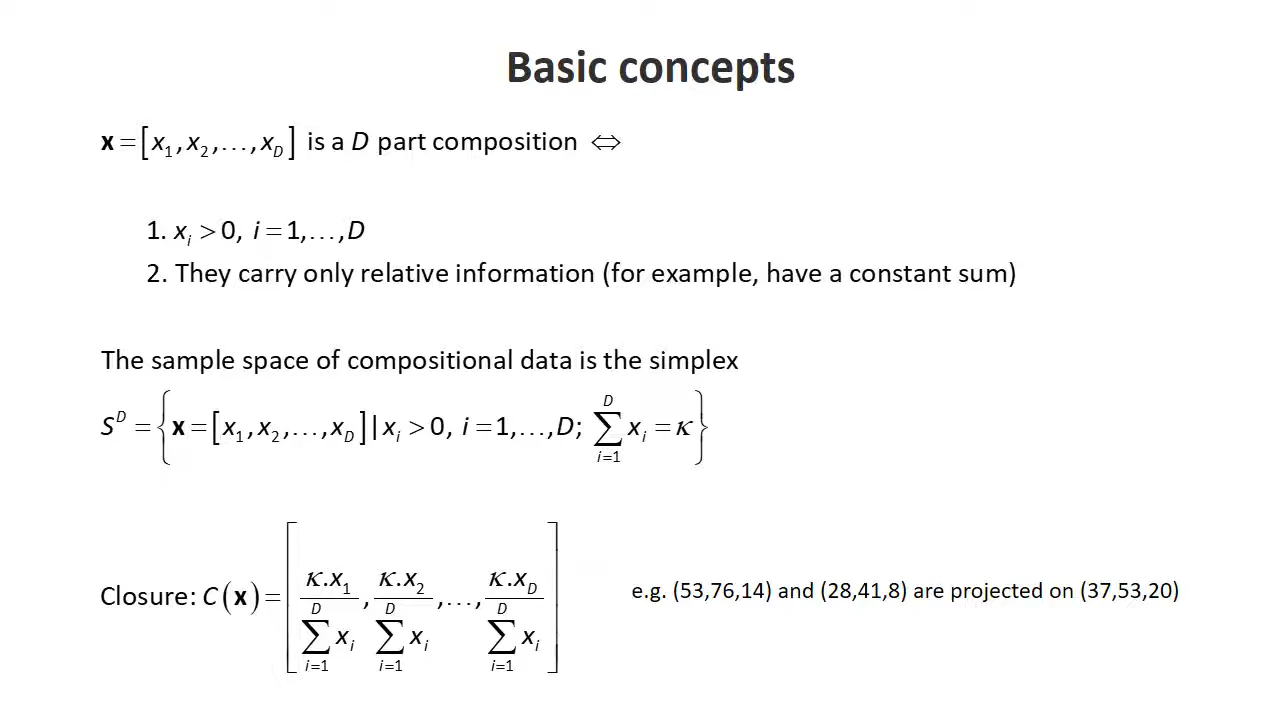 Basic concepts
x = [x₁, x₂, …, x_D] is a D part composition ⇔
1. xᵢ > 0, i = 1,…,D
2. They carry only relative information (for example, have a constant sum)
The sample space of compositional data is the simplex
S^D = { x = [x₁, x₂, …, x_D] | xᵢ > 0, i = 1,…,D; ∑_{i=1}^{D} xᵢ = κ }
Closure: C(x) = [ κ.x₁ / ∑_{i=1}^{D} xᵢ , κ.x₂ / ∑_{i=1}^{D} xᵢ , …, κ.x_D / ∑_{i=1}^{D} xᵢ ]
e.g. (53,76,14) and (28,41,8) are projected on (37,53,20)